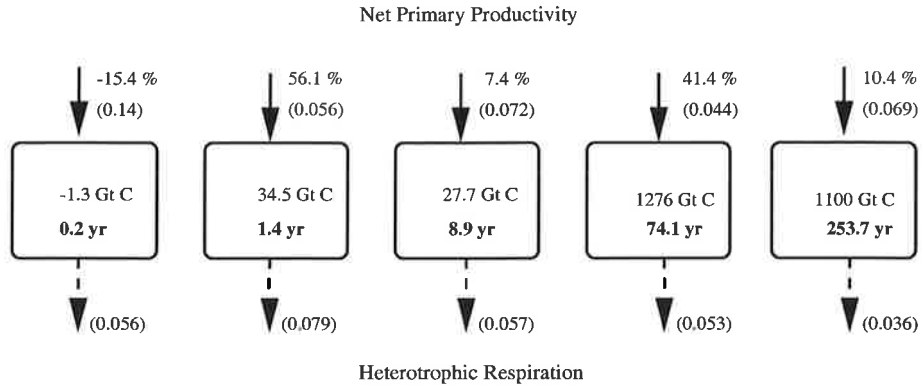 Net Primary Productivity
-15.4 % 56.1 % 7.4 % 41.4 % 10.4 %
(0.14) (0.056) (0.072) (0.044) (0.069)
-1.3 Gt C 34.5 Gt C 27.7 Gt C 1276 Gt C 1100 Gt C
0.2 yr 1.4 yr 8.9 yr 74.1 yr 253.7 yr
(0.056) (0.079) (0.057) (0.053) (0.036)
Heterotrophic Respiration